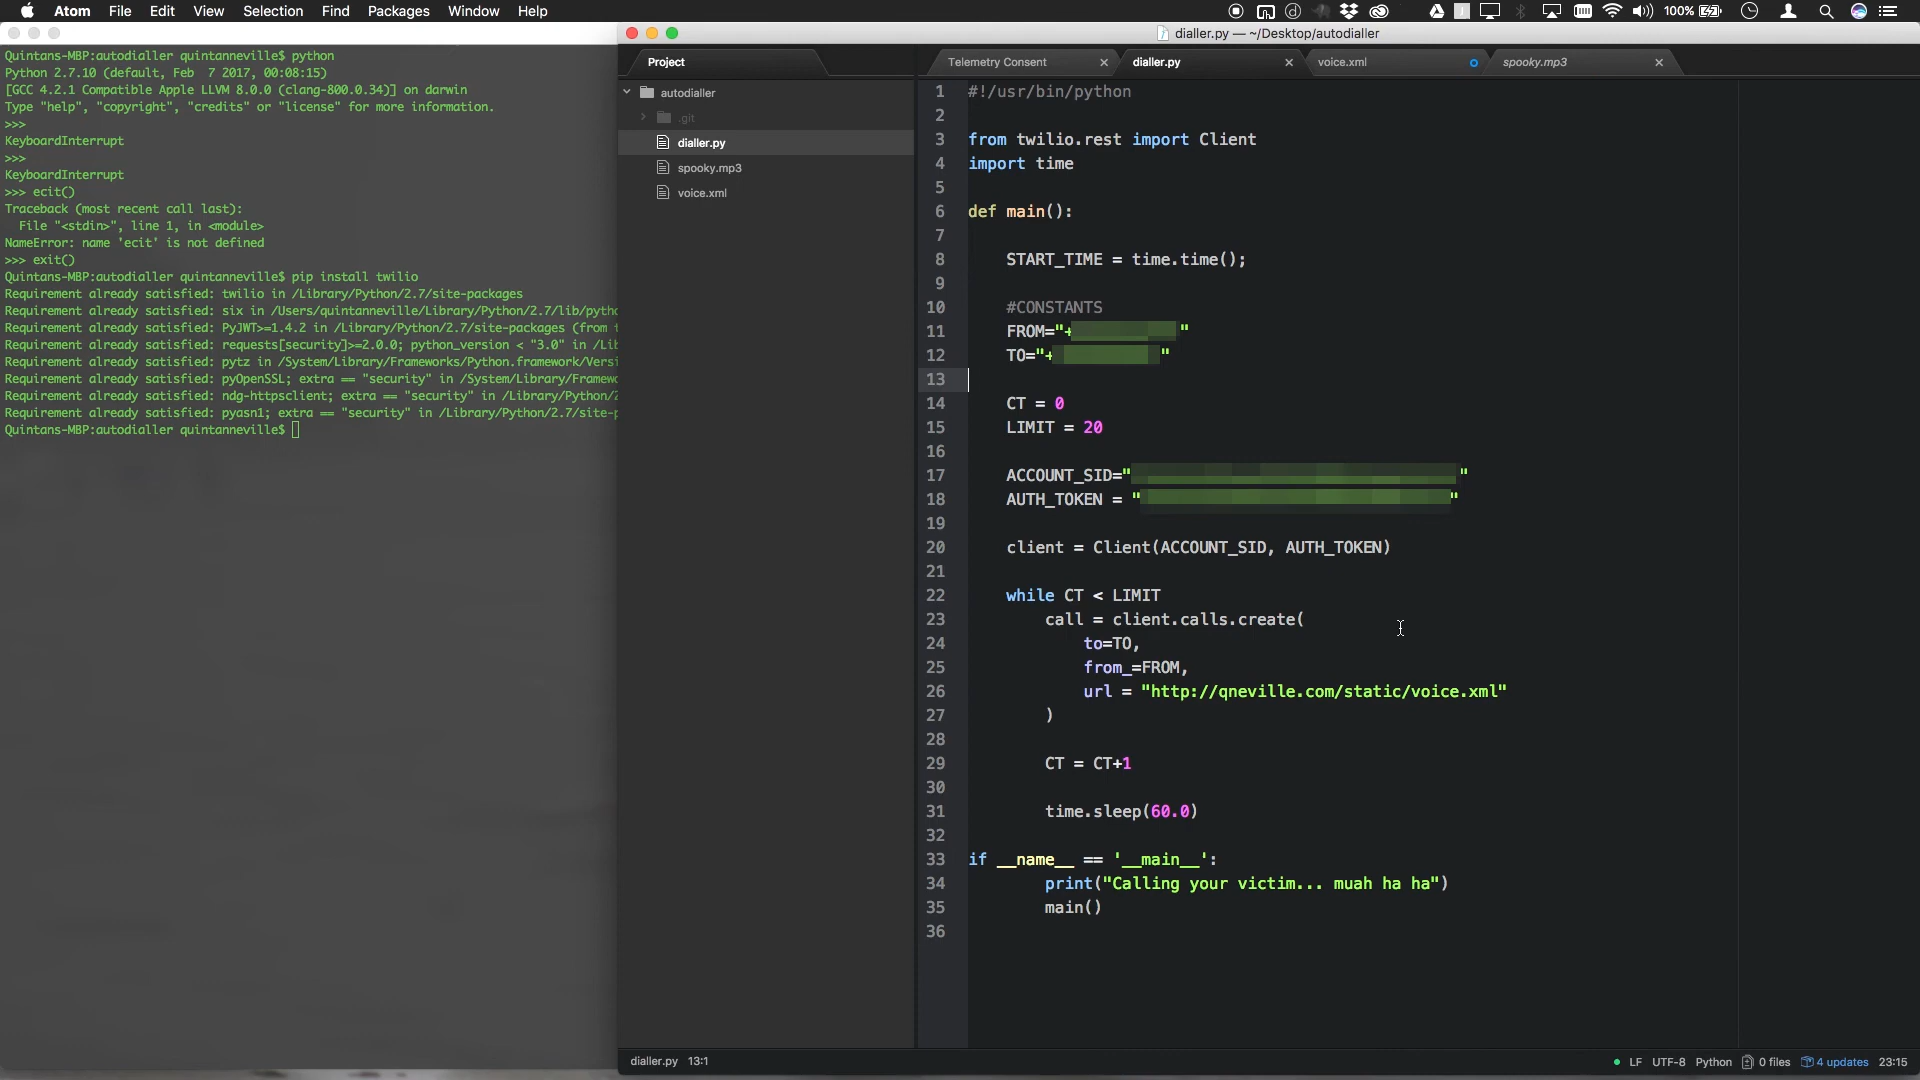 Atom File Edit View Selection Find Packages Window Help
100%
Quintans-MBP:autodialler quintanneville$ python
Python 2.7.10 (default, Feb  7 2017, 00:08:15)
[GCC 4.2.1 Compatible Apple LLVM 8.0.0 (clang-800.0.34)] on darwin
Type "help", "copyright", "credits" or "license" for more information.
>>>
KeyboardInterrupt
>>>
KeyboardInterrupt
>>> ecit()
Traceback (most recent call last):
  File "<stdin>", line 1, in <module>
NameError: name 'ecit' is not defined
>>> exit()
Quintans-MBP:autodialler quintanneville$ pip install twilio
Requirement already satisfied: twilio in /Library/Python/2.7/site-packages
Requirement already satisfied: six in /Users/quintanneville/Library/Python/2.7/lib/pytho
Requirement already satisfied: PyJWT>=1.4.2 in /Library/Python/2.7/site-packages (from
Requirement already satisfied: requests[security]>=2.0.0; python_version < "3.0" in /Lib
Requirement already satisfied: pytz in /System/Library/Frameworks/Python.framework/Versi
Requirement already satisfied: pyOpenSSL; extra == "security" in /System/Library/Framewo
Requirement already satisfied: ndg-httpsclient; extra == "security" in /Library/Python/2
Requirement already satisfied: pyasn1; extra == "security" in /Library/Python/2.7/site-p
Quintans-MBP:autodialler quintanneville$
dialler.py — ~/Desktop/autodialler
Project
autodialler
.git
dialler.py
spooky.mp3
voice.xml
Telemetry Consent
dialler.py
voice.xml
spooky.mp3
1 #!/usr/bin/python
2
3 from twilio.rest import Client
4 import time
5
6 def main():
7
8     START_TIME = time.time();
9
10     #CONSTANTS
11     FROM="+ "
12     TO="+ "
13
14     CT = 0
15     LIMIT = 20
16
17     ACCOUNT_SID=" "
18     AUTH_TOKEN = " "
19
20     client = Client(ACCOUNT_SID, AUTH_TOKEN)
21
22     while CT < LIMIT
23         call = client.calls.create(
24             to=TO,
25             from_=FROM,
26             url = "http://qneville.com/static/voice.xml"
27         )
28
29         CT = CT+1
30
31         time.sleep(60.0)
32
33 if __name__ == '__main__':
34         print("Calling your victim... muah ha ha")
35         main()
36
dialler.py 13:1
LF UTF-8 Python 0 files 4 updates 23:15